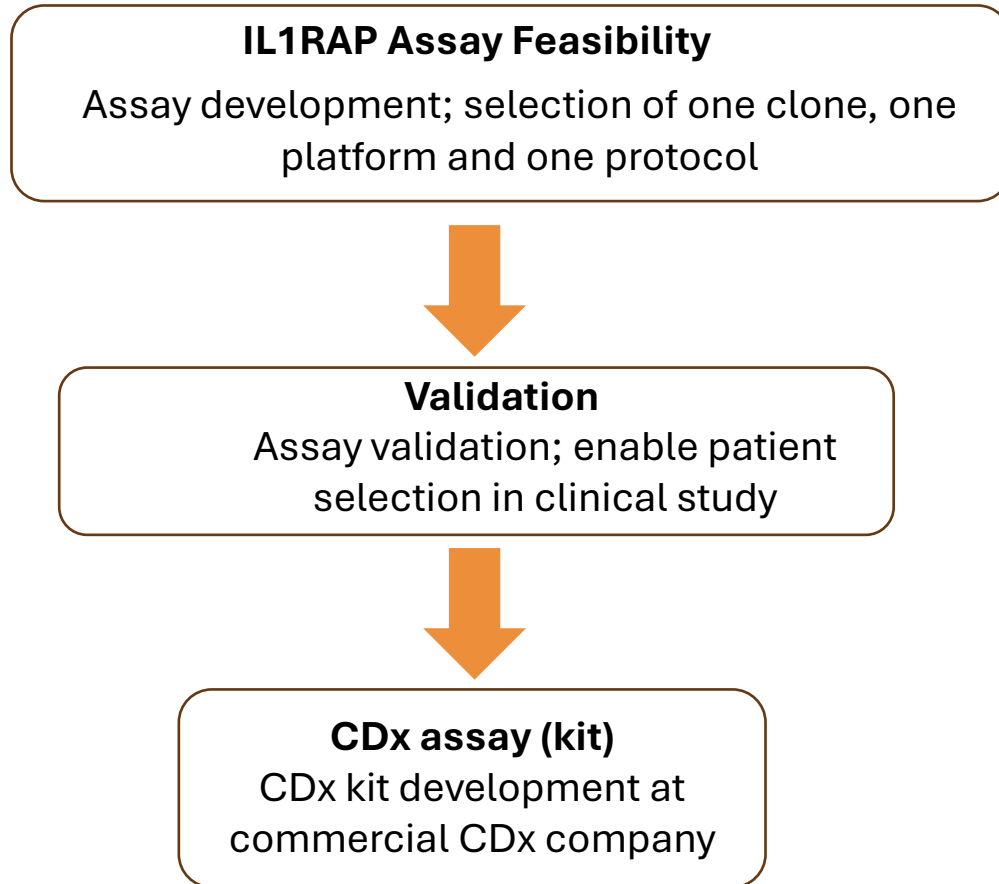 IL1RAP Assay Feasibility
Assay development; selection of one clone, one
platform and one protocol
Validation
Assay validation; enable patient
selection in clinical study
CDx assay (kit)
CDx kit development at
commercial CDx company